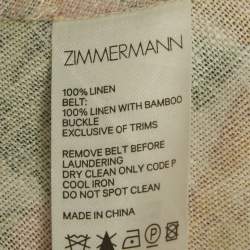 ZIMMERMANN
100% LINEN
BELT:
100% LINEN WITH BAMBOO
BUCKLE
EXCLUSIVE OF TRIMS
REMOVE BELT BEFORE
LAUNDERING
DRY CLEAN ONLY CODE P
COOL IRON
DO NOT SPOT CLEAN
MADE IN CHINA